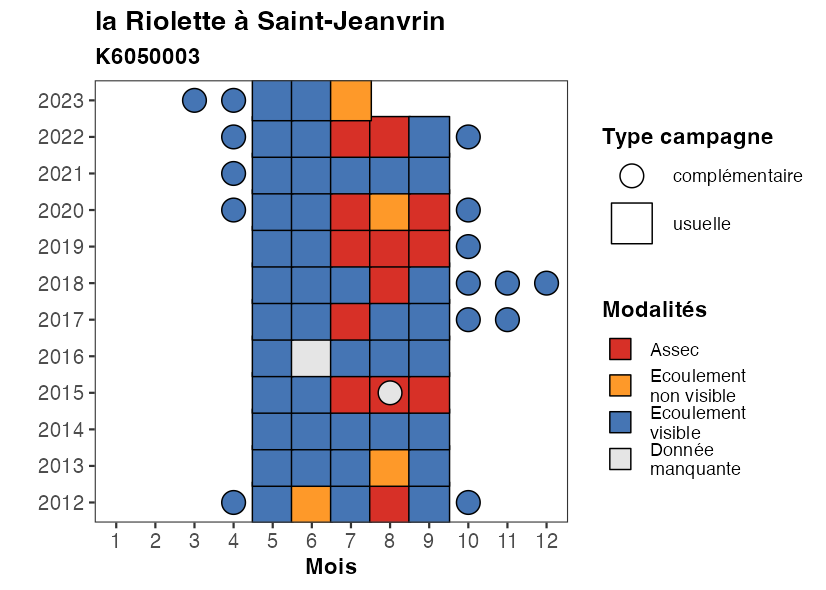 la Riolette à Saint-Jeanvrin
K6050003
2023
2022
2021
2020
2019
2018
2017
2016
2015
2014
2013
2012
1 2 3 4 5 6 7 8 9 10 11 12
Mois
Type campagne
complémentaire
usuelle
Modalités
Assec
Ecoulement
non visible
Ecoulement
visible
Donnée
manquante